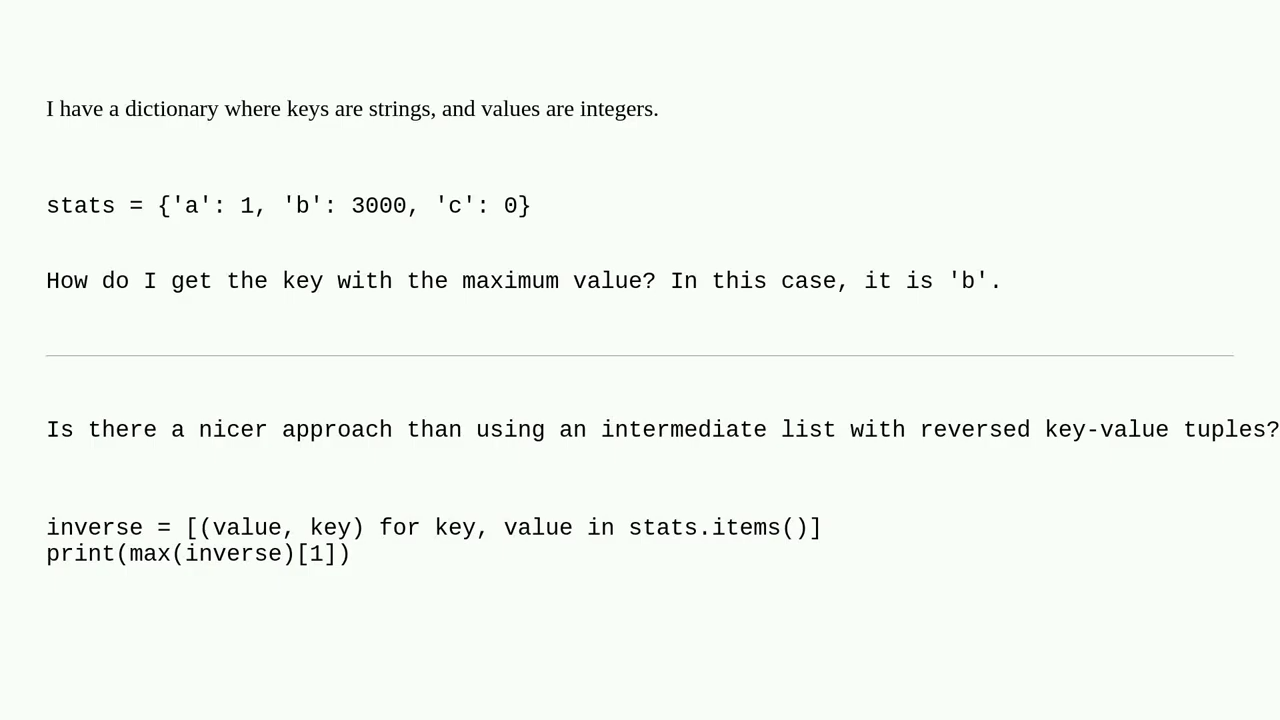 I have a dictionary where keys are strings, and values are integers.
stats = {'a': 1, 'b': 3000, 'c': 0}
How do I get the key with the maximum value? In this case, it is 'b'.
Is there a nicer approach than using an intermediate list with reversed key-value tuples?
inverse = [(value, key) for key, value in stats.items()]
print(max(inverse)[1])